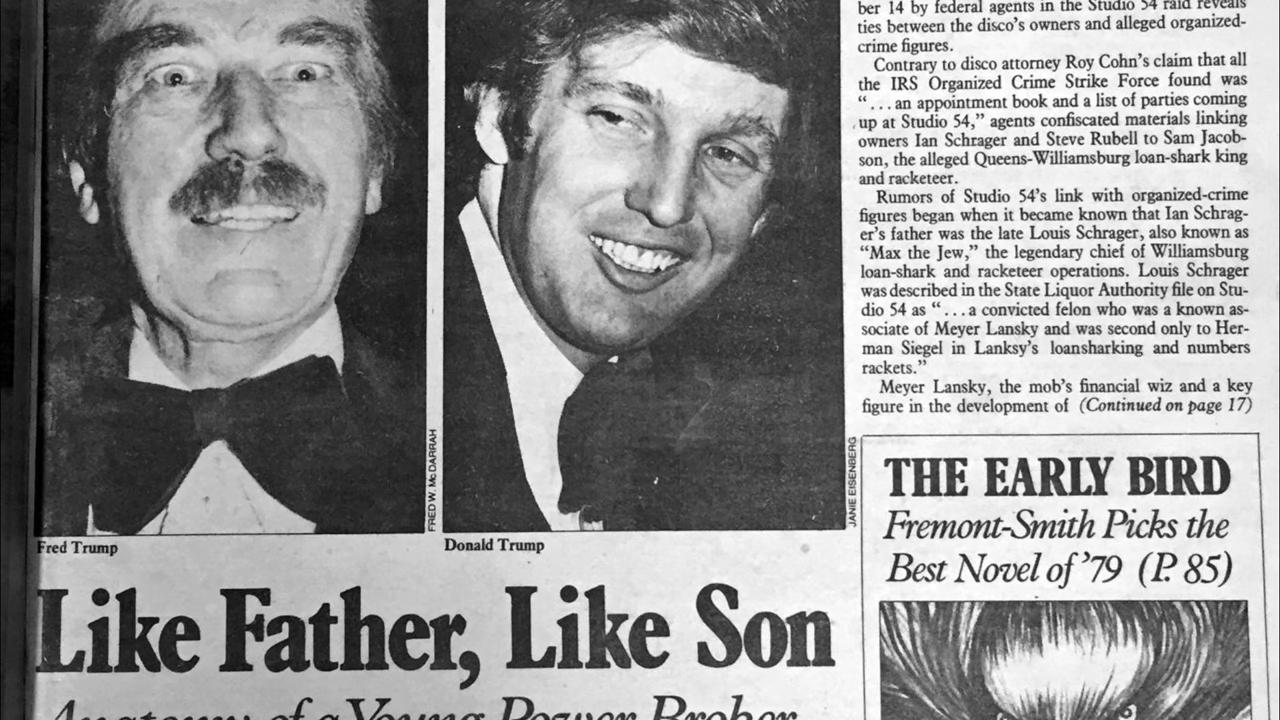 ber 14 by federal agents in the Studio 54 raid reveals
ties between the disco's owners and alleged organized-
crime figures.
Contrary to disco attorney Roy Cohn's claim that all
the IRS Organized Crime Strike Force found was
“...an appointment book and a list of parties coming
up at Studio 54,” agents confiscated materials linking
owners Ian Schrager and Steve Rubell to Sam Jacob-
son, the alleged Queens-Williamsburg loan-shark king
and racketeer.
Rumors of Studio 54's link with organized-crime
figures began when it became known that Ian Schrag-
er's father was the late Louis Schrager, also known as
“Max the Jew,” the legendary chief of Williamsburg
loan-shark and racketeer operations. Louis Schrager
was described in the State Liquor Authority file on Stu-
dio 54 as “...a convicted felon who was a known as-
sociate of Meyer Lansky and was second only to Her-
man Siegel in Lanksy's loansharking and numbers
rackets.”
Meyer Lansky, the mob's financial wiz and a key
figure in the development of (Continued on page 17)
FRED W. McDARRAH
JANIE EISENBERG
Fred Trump
Donald Trump
Like Father, Like Son
Anatomy of a Young Power Broker
THE EARLY BIRD
Fremont-Smith Picks the
Best Novel of '79 (P. 85)